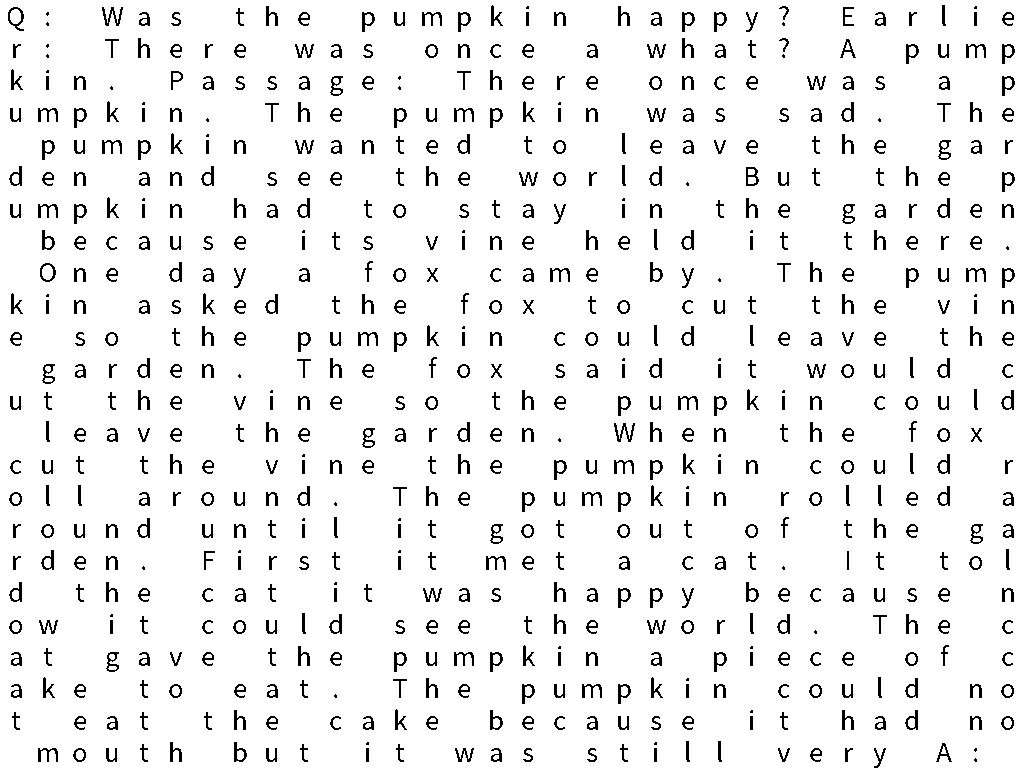 Q: Was the pumpkin happy? Earlie
r: There was once a what? A pump
kin. Passage: There once was a p
umpkin. The pumpkin was sad. The
 pumpkin wanted to leave the gar
den and see the world. But the p
umpkin had to stay in the garden
 because its vine held it there.
 One day a fox came by. The pump
kin asked the fox to cut the vin
e so the pumpkin could leave the
 garden. The fox said it would c
ut the vine so the pumpkin could
 leave the garden. When the fox
cut the vine the pumpkin could r
oll around. The pumpkin rolled a
round until it got out of the ga
rden. First it met a cat. It tol
d the cat it was happy because n
ow it could see the world. The c
at gave the pumpkin a piece of c
ake to eat. The pumpkin could no
t eat the cake because it had no
 mouth but it was still very A: